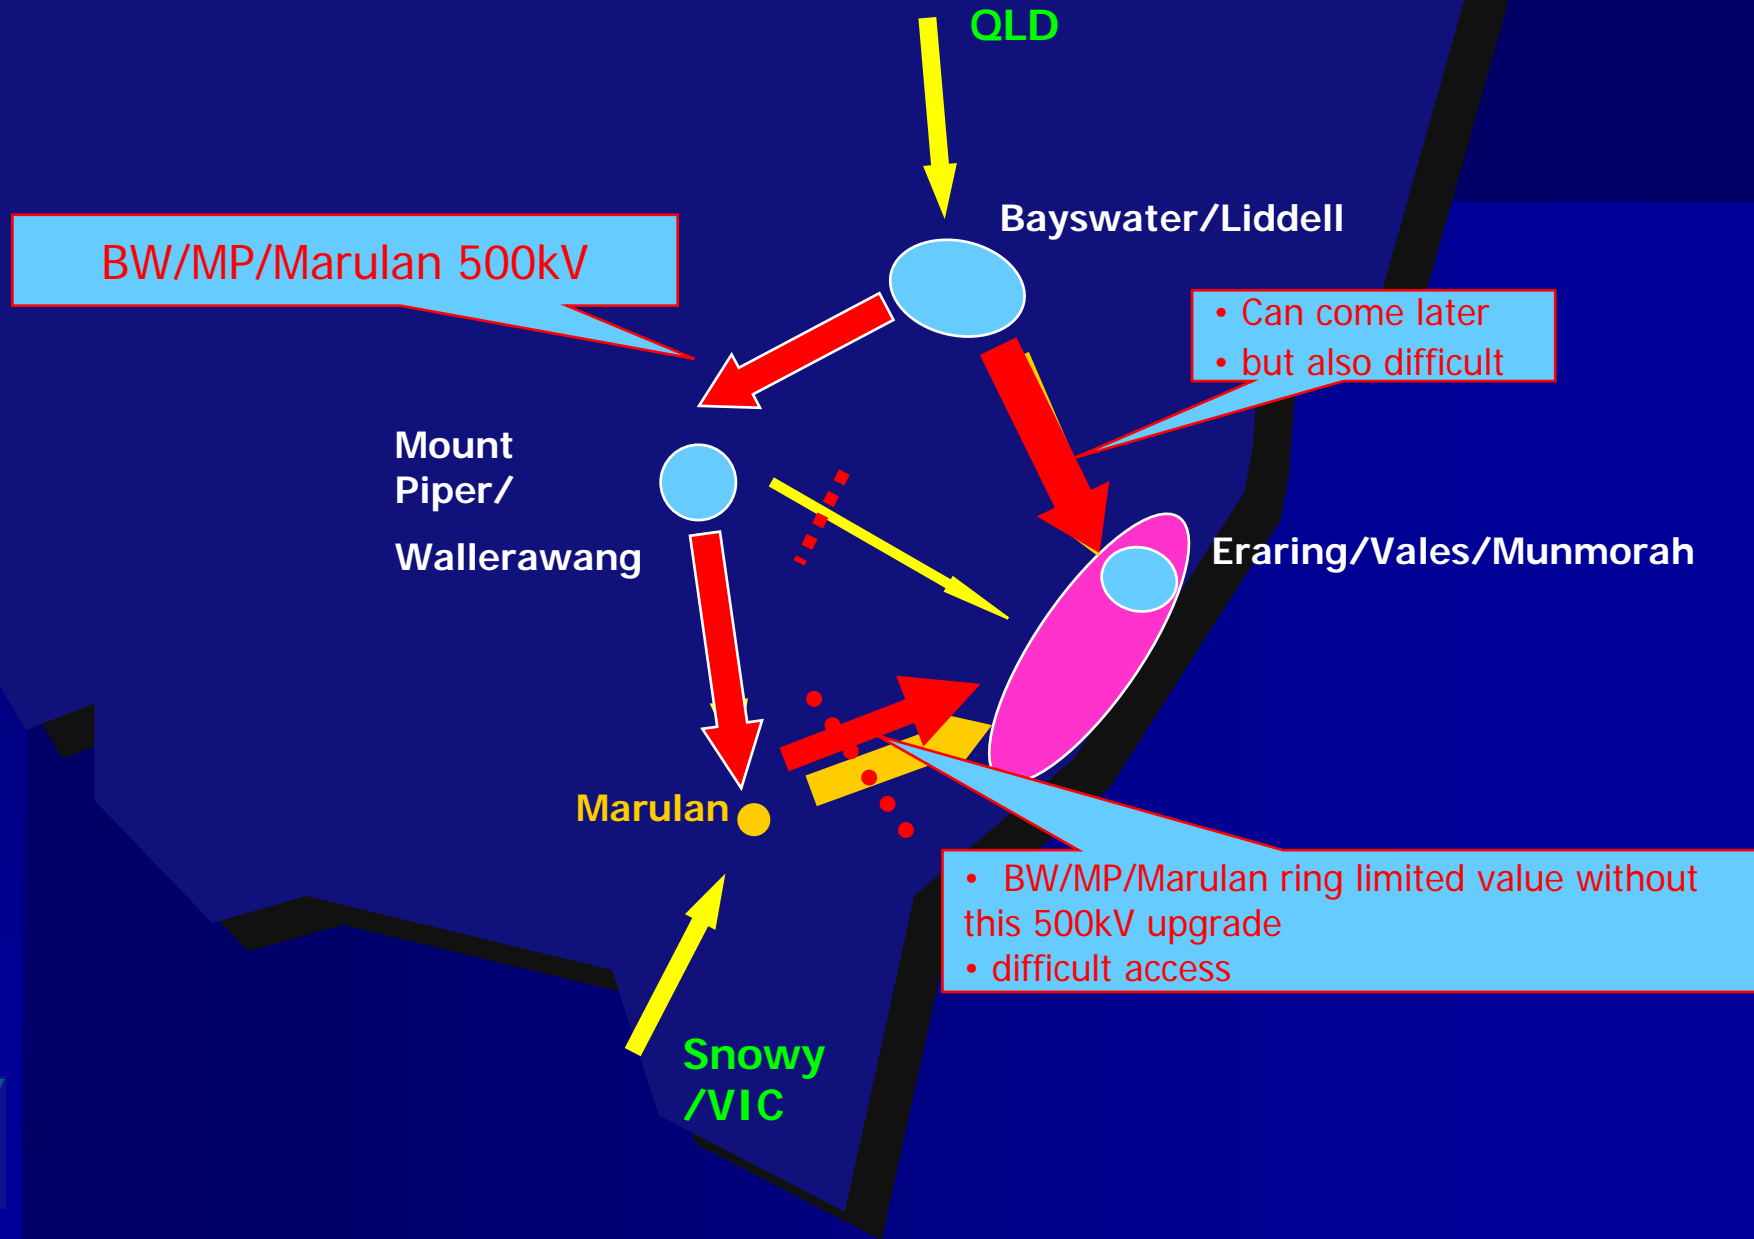 QLD
Bayswater/Liddell
BW/MP/Marulan 500kV
• Can come later
• but also difficult
Mount
Piper/
Wallerawang
Eraring/Vales/Munmorah
Marulan
• BW/MP/Marulan ring limited value without
this 500kV upgrade
• difficult access
Snowy
/VIC